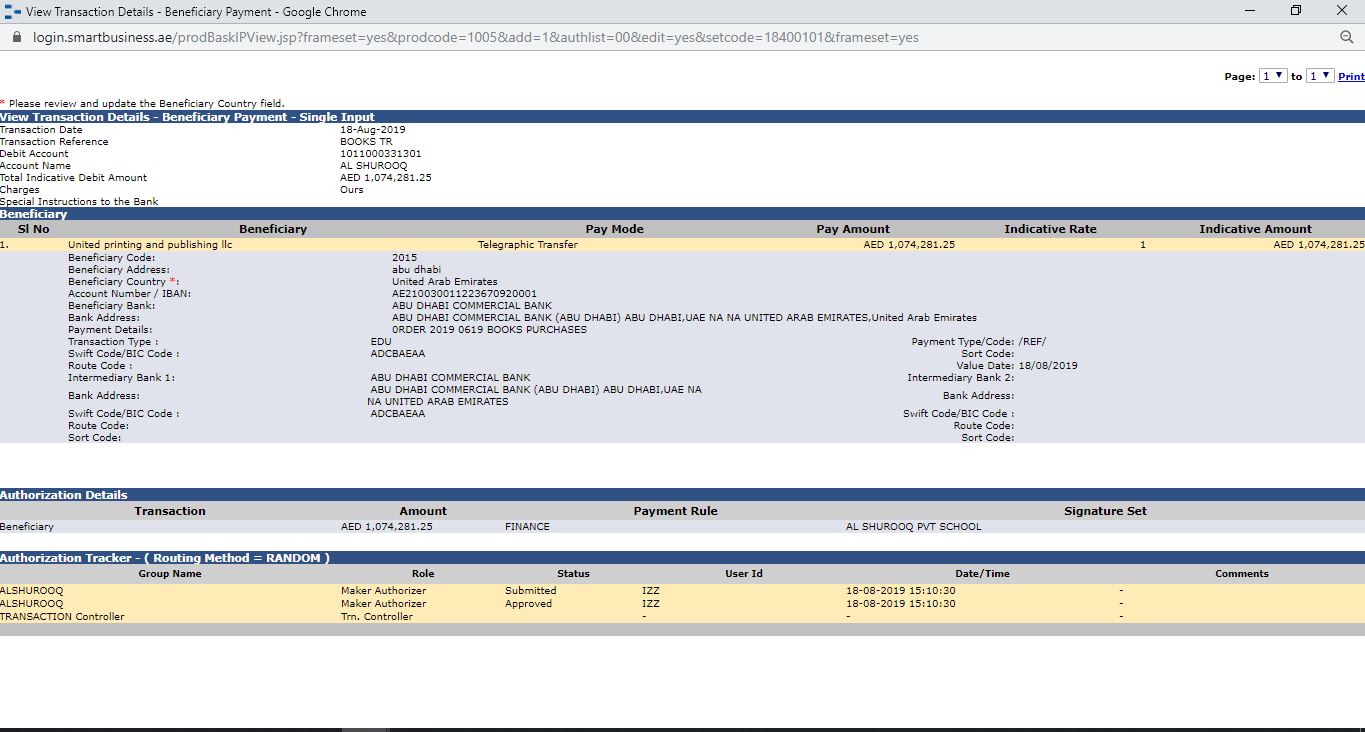 View Transaction Details - Beneficiary Payment - Google Chrome
login.smartbusiness.ae/prodBaskIPView.jsp?frameset=yes&prodcode=1005&add=1&authlist=00&edit=yes&setcode=18400101&frameset=yes
Page: 1 to 1 Print
* Please review and update the Beneficiary Country field.
View Transaction Details - Beneficiary Payment - Single Input
Transaction Date 18-Aug-2019
Transaction Reference BOOKS TR
Debit Account 1011000331301
Account Name AL SHUROOQ
Total Indicative Debit Amount AED 1,074,281.25
Charges Ours
Special Instructions to the Bank
Beneficiary
Sl No Beneficiary Pay Mode Pay Amount Indicative Rate Indicative Amount
1. United printing and publishing llc Telegraphic Transfer AED 1,074,281.25 1 AED 1,074,281.25
Beneficiary Code: 2015
Beneficiary Address: abu dhabi
Beneficiary Country *: United Arab Emirates
Account Number / IBAN: AE210030011223670920001
Beneficiary Bank: ABU DHABI COMMERCIAL BANK
Bank Address: ABU DHABI COMMERCIAL BANK (ABU DHABI) ABU DHABI,UAE NA NA UNITED ARAB EMIRATES,United Arab Emirates
Payment Details: 0RDER 2019 0619 BOOKS PURCHASES
Transaction Type : EDU Payment Type/Code: /REF/
Swift Code/BIC Code : ADCBAEAA Sort Code:
Route Code : Value Date: 18/08/2019
Intermediary Bank 1: ABU DHABI COMMERCIAL BANK Intermediary Bank 2:
Bank Address: ABU DHABI COMMERCIAL BANK (ABU DHABI) ABU DHABI,UAE NA Bank Address:
NA UNITED ARAB EMIRATES
Swift Code/BIC Code : ADCBAEAA Swift Code/BIC Code :
Route Code: Route Code:
Sort Code: Sort Code:
Authorization Details
Transaction Amount Payment Rule Signature Set
Beneficiary AED 1,074,281.25 FINANCE AL SHUROOQ PVT SCHOOL
Authorization Tracker - ( Routing Method = RANDOM )
Group Name Role Status User Id Date/Time Comments
ALSHUROOQ Maker Authorizer Submitted IZZ 18-08-2019 15:10:30 -
ALSHUROOQ Maker Authorizer Approved IZZ 18-08-2019 15:10:30 -
TRANSACTION Controller Trn. Controller - - -